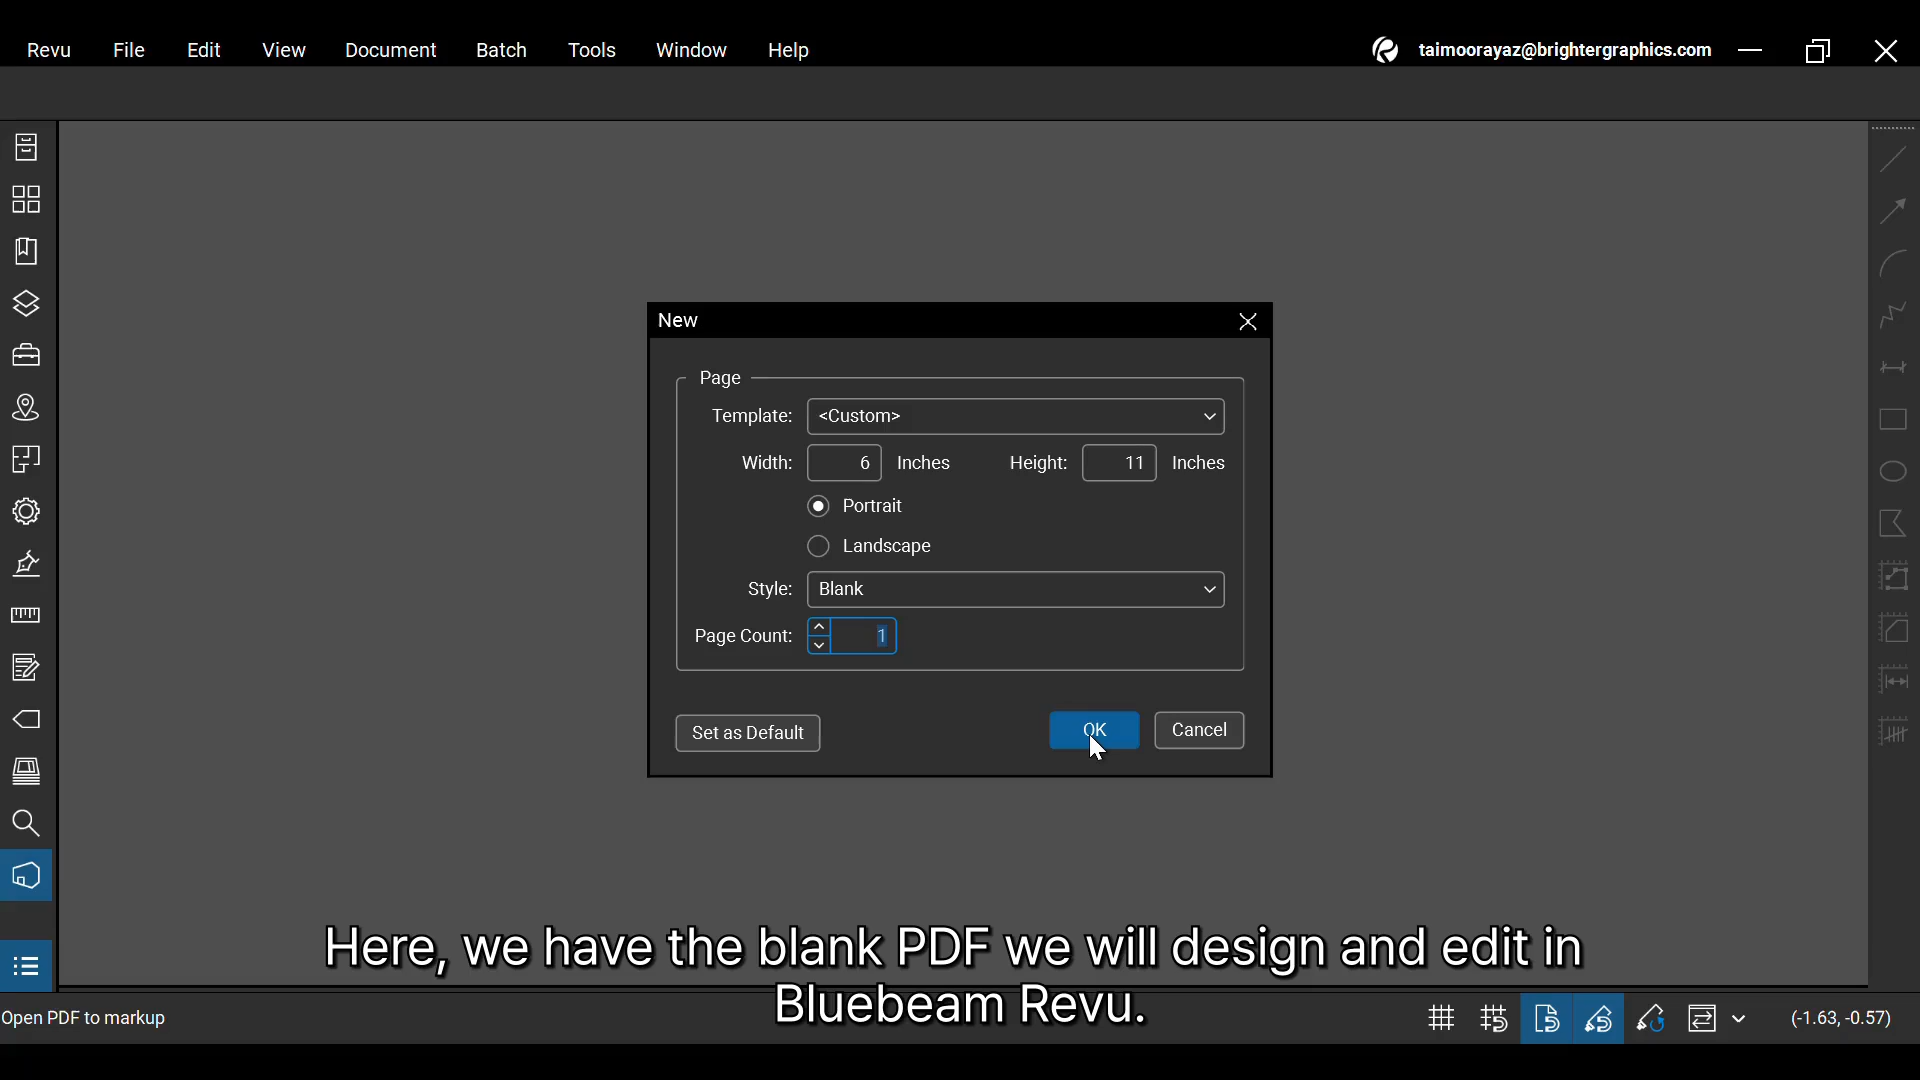 Revu File Edit View Document Batch Tools Window Help taimoorayaz@brightergraphics.com
New
Page
Template: <Custom>
Width: 6 Inches Height: 11 Inches
Portrait
Landscape
Style: Blank
Page Count: 1
Set as Default OK Cancel
Here, we have the blank PDF we will design and edit in
Bluebeam Revu.
Open PDF to markup (-1.63, -0.57)